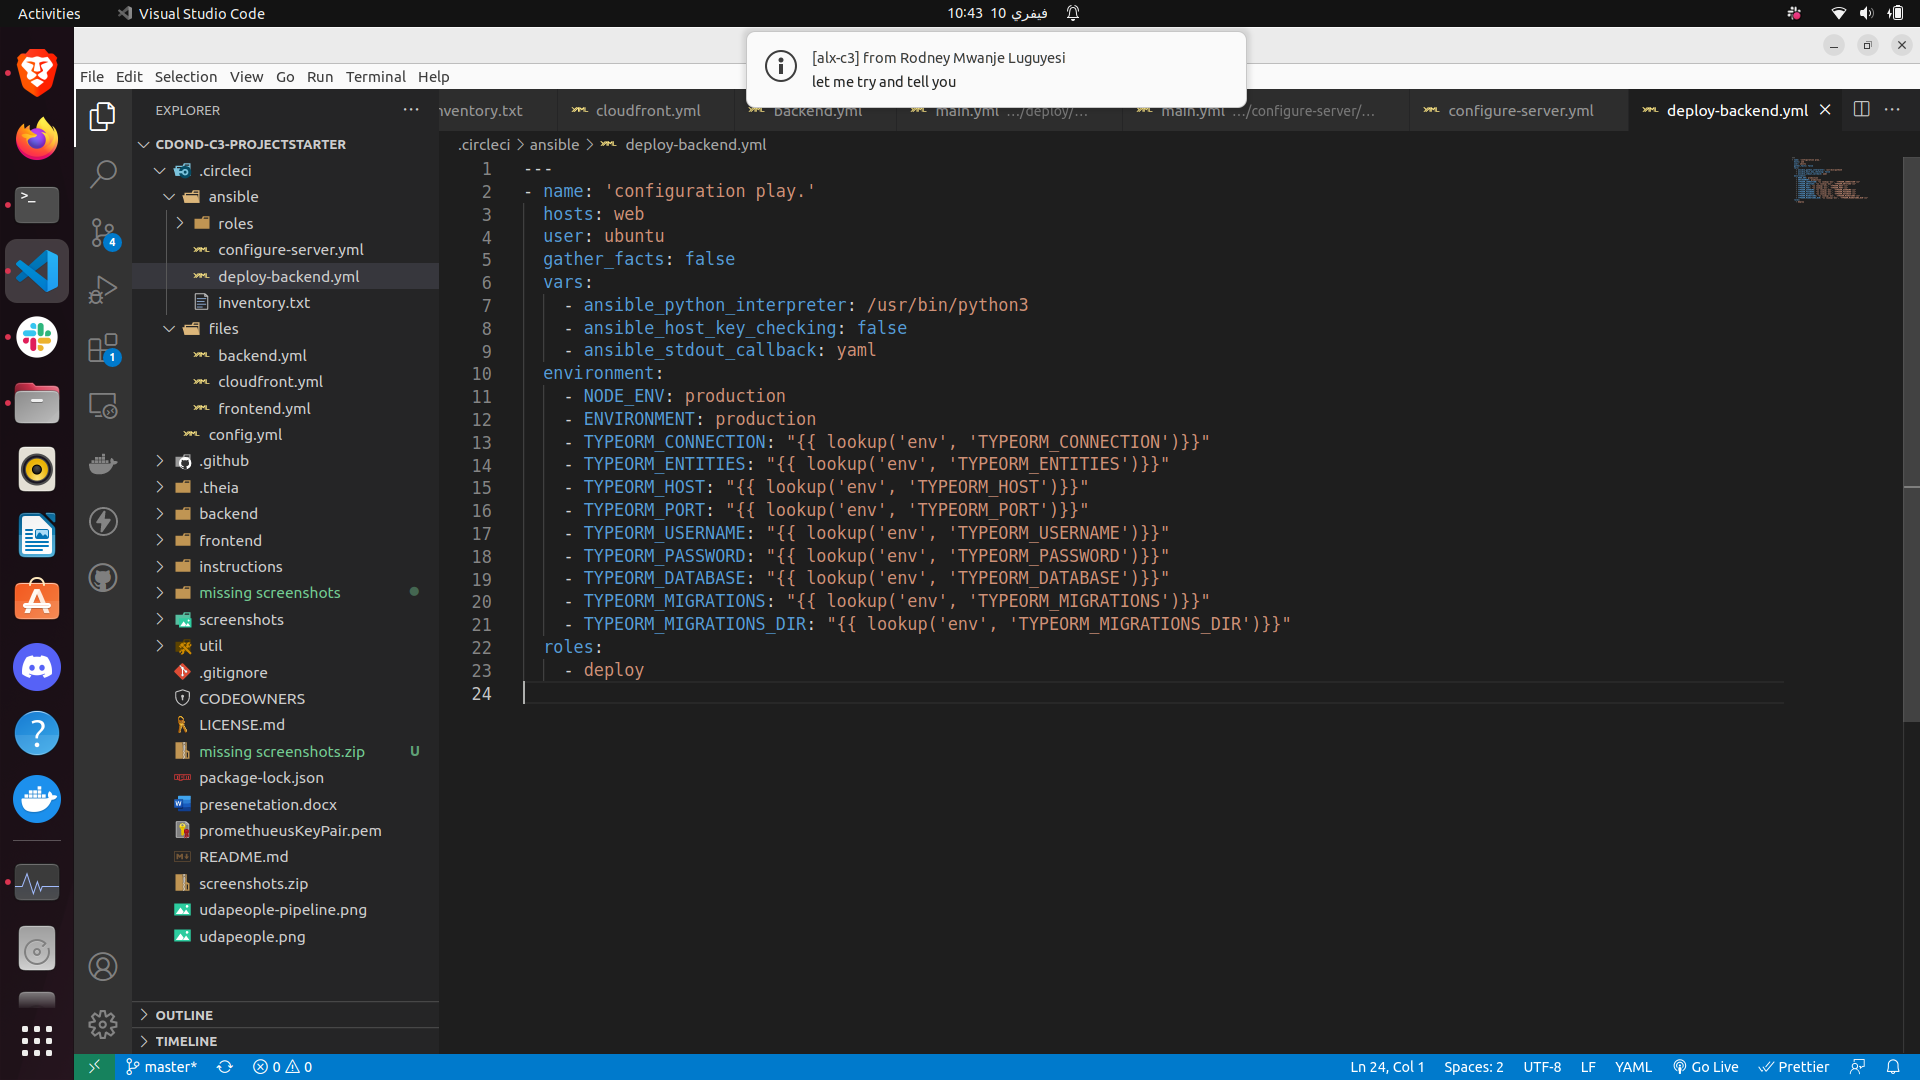 Activities
Visual Studio Code
10:43 10 فيفري
[alx-c3] from Rodney Mwanje Luguyesi
let me try and tell you
File Edit Selection View Go Run Terminal Help
EXPLORER
nventory.txt
cloudfront.yml
backend.yml
main.yml .../deploy/...
main.yml .../configure-server/...
configure-server.yml
deploy-backend.yml
.circleci > ansible > deploy-backend.yml
CDOND-C3-PROJECTSTARTER
.circleci
ansible
roles
configure-server.yml
deploy-backend.yml
inventory.txt
files
backend.yml
cloudfront.yml
frontend.yml
config.yml
.github
.theia
backend
frontend
instructions
missing screenshots
screenshots
util
.gitignore
CODEOWNERS
LICENSE.md
missing screenshots.zip U
package-lock.json
presenetation.docx
promethueusKeyPair.pem
README.md
screenshots.zip
udapeople-pipeline.png
udapeople.png
OUTLINE
TIMELINE
4
1
1 ---
2 - name: 'configuration play.'
3 hosts: web
4 user: ubuntu
5 gather_facts: false
6 vars:
7 - ansible_python_interpreter: /usr/bin/python3
8 - ansible_host_key_checking: false
9 - ansible_stdout_callback: yaml
10 environment:
11 - NODE_ENV: production
12 - ENVIRONMENT: production
13 - TYPEORM_CONNECTION: "{{ lookup('env', 'TYPEORM_CONNECTION')}}"
14 - TYPEORM_ENTITIES: "{{ lookup('env', 'TYPEORM_ENTITIES')}}"
15 - TYPEORM_HOST: "{{ lookup('env', 'TYPEORM_HOST')}}"
16 - TYPEORM_PORT: "{{ lookup('env', 'TYPEORM_PORT')}}"
17 - TYPEORM_USERNAME: "{{ lookup('env', 'TYPEORM_USERNAME')}}"
18 - TYPEORM_PASSWORD: "{{ lookup('env', 'TYPEORM_PASSWORD')}}"
19 - TYPEORM_DATABASE: "{{ lookup('env', 'TYPEORM_DATABASE')}}"
20 - TYPEORM_MIGRATIONS: "{{ lookup('env', 'TYPEORM_MIGRATIONS')}}"
21 - TYPEORM_MIGRATIONS_DIR: "{{ lookup('env', 'TYPEORM_MIGRATIONS_DIR')}}"
22 roles:
23 - deploy
24
master* 0 0
Ln 24, Col 1 Spaces: 2 UTF-8 LF YAML Go Live Prettier